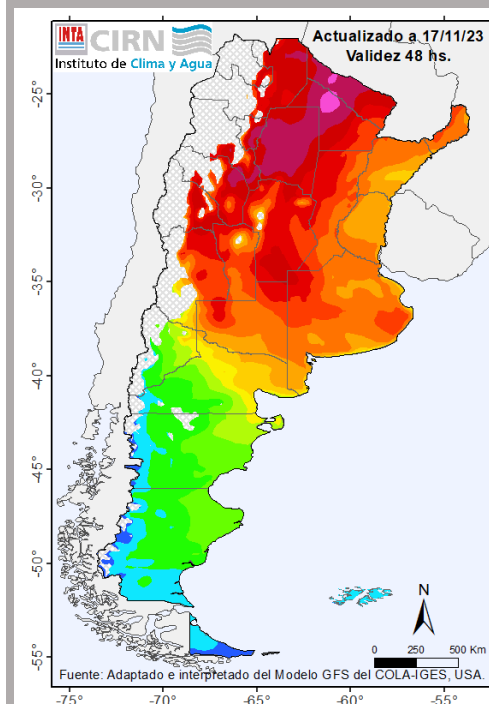 INTA CIRN
Instituto de Clima y Agua
Actualizado a 17/11/23
Validez 48 hs.
-25°
-30°
-35°
-40°
-45°
-50°
-55°
N
0 250 500 Km
Fuente: Adaptado e interpretado del Modelo GFS del COLA-IGES, USA.
-75° -70° -65° -60° -55°